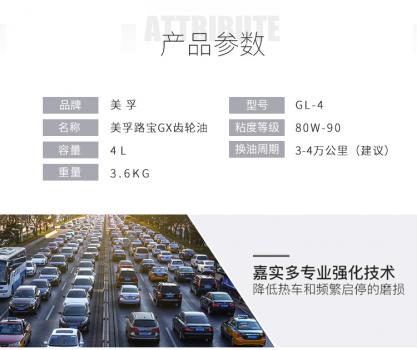 ATTRIBUTE
产品参数
品牌 美孚 型号 GL-4
名称 美孚路宝GX齿轮油 粘度等级 80W-90
容量 4L 换油周期 3-4万公里（建议）
重量 3.6KG
嘉实多专业强化技术
降低热车和频繁启停的磨损